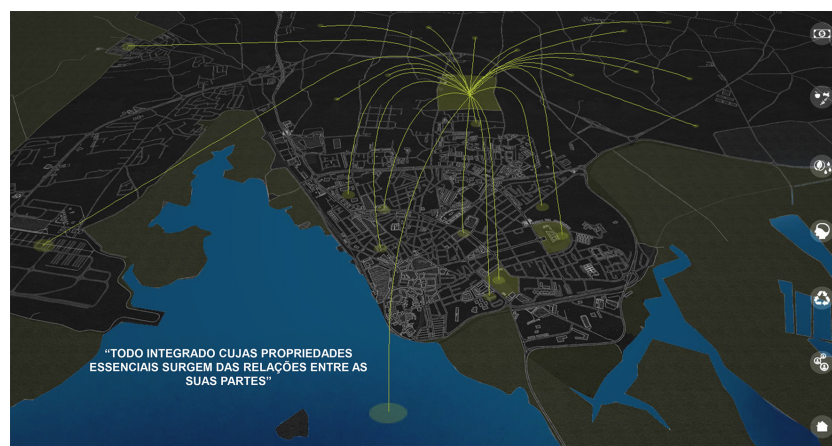 “TODO INTEGRADO CUJAS PROPRIEDADES
ESSENCIAIS SURGEM DAS RELAÇÕES ENTRE AS
SUAS PARTES”